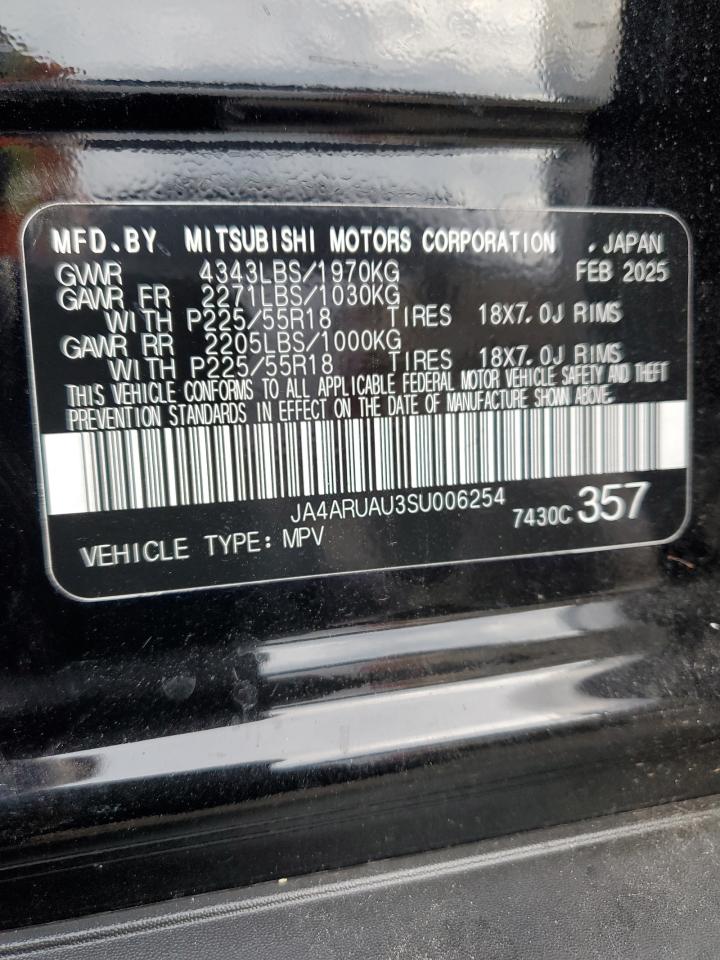 MFD.BY MITSUBISHI MOTORS CORPORATION , JAPAN
GVWR 4343LBS/1970KG FEB 2025
GAWR FR 2271LBS/1030KG
WITH P225/55R18 TIRES 18X7.0J RIMS
GAWR RR 2205LBS/1000KG
WITH P225/55R18 TIRES 18X7.0J RIMS
THIS VEHICLE CONFORMS TO ALL APPLICABLE FEDERAL MOTOR VEHICLE SAFETY AND THEFT
PREVENTION STANDARDS IN EFFECT ON THE DATE OF MANUFACTURE SHOWN ABOVE.
JA4ARUAU3SU006254
7430C 357
VEHICLE TYPE: MPV